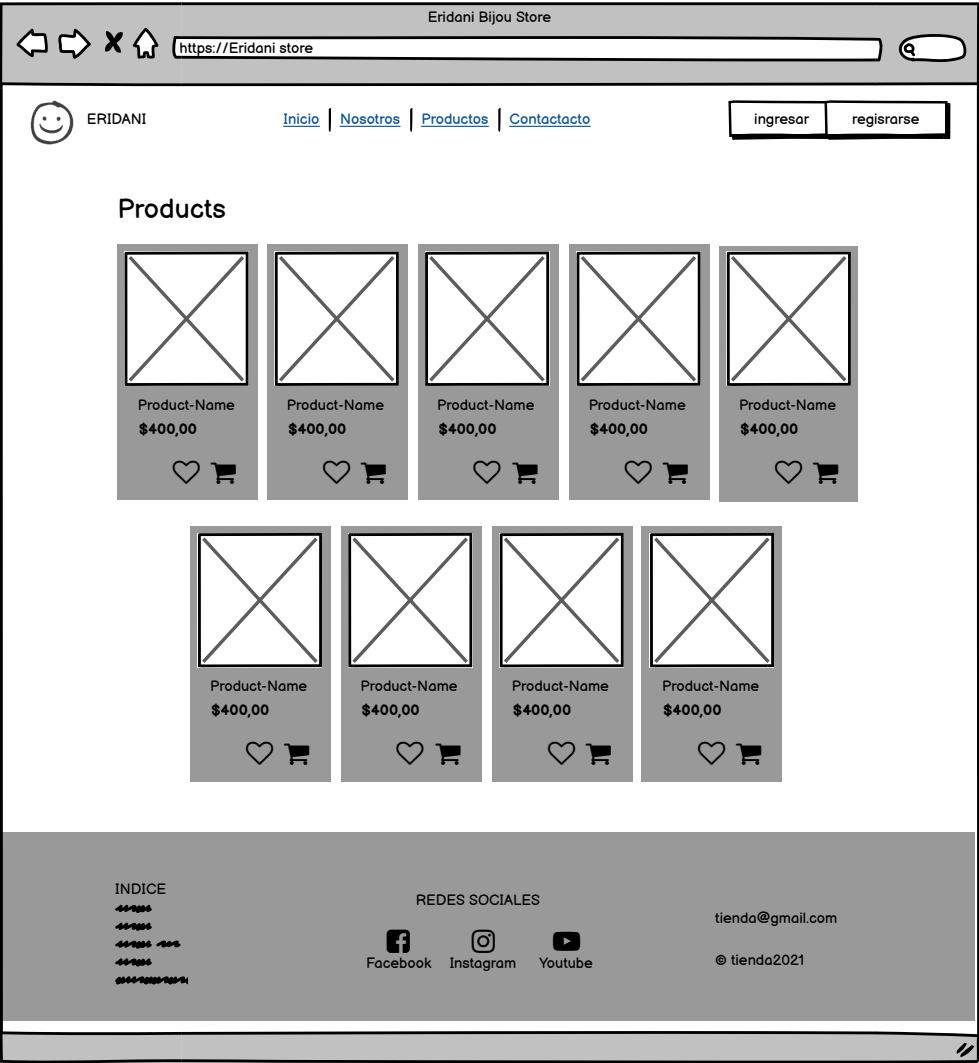 Eridani Bijou Store
https://Eridani store
ERIDANI
Inicio Nosotros Productos Contactacto
ingresar regisrarse
Products
Product-Name Product-Name Product-Name Product-Name Product-Name
$400,00 $400,00 $400,00 $400,00 $400,00
Product-Name Product-Name Product-Name Product-Name
$400,00 $400,00 $400,00 $400,00
INDICE
REDES SOCIALES
Facebook Instagram Youtube
tienda@gmail.com
© tienda2021